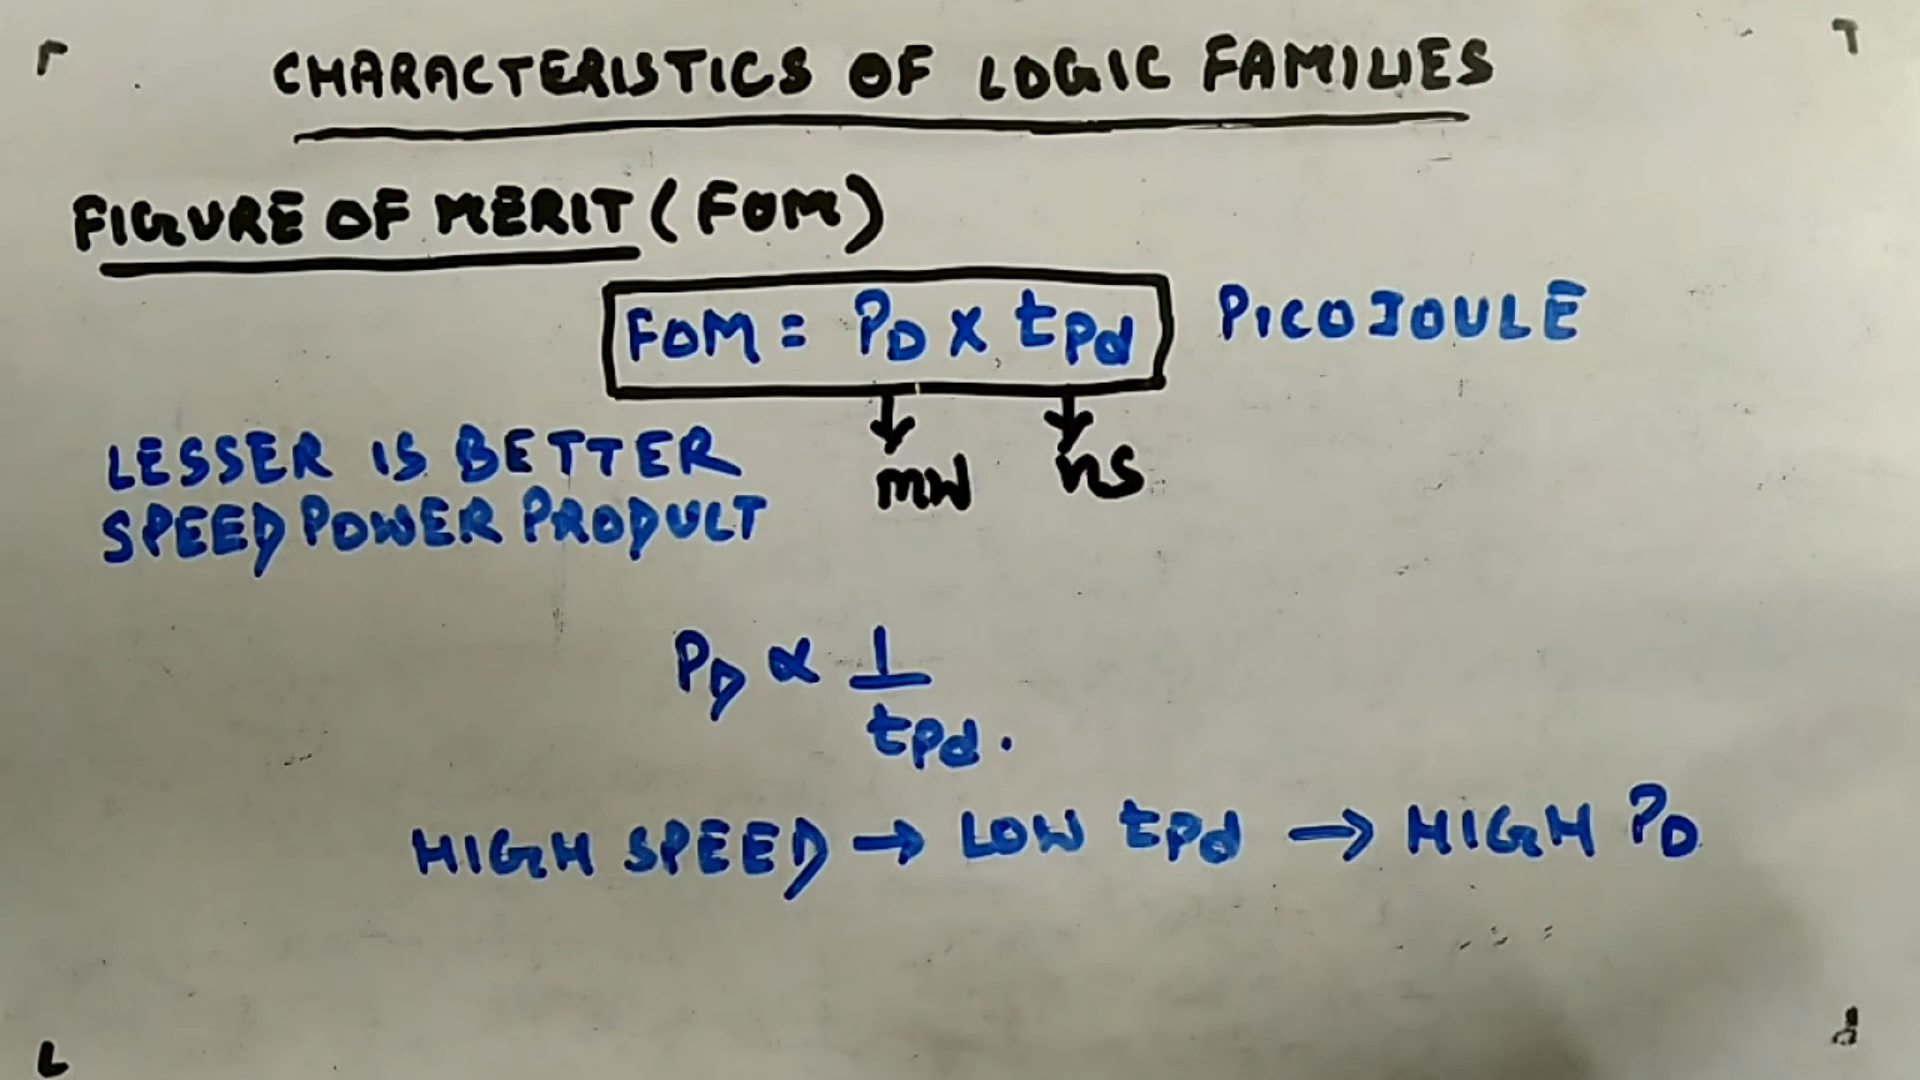 CHARACTERISTICS OF LOGIC FAMILIES
FIGURE OF MERIT (FOM)
FOM = PD X tpd PICOJOULE
mW ns
LESSER IS BETTER
SPEED POWER PRODUCT
PD ∝ 1/tpd.
HIGH SPEED → LOW tpd → HIGH PD